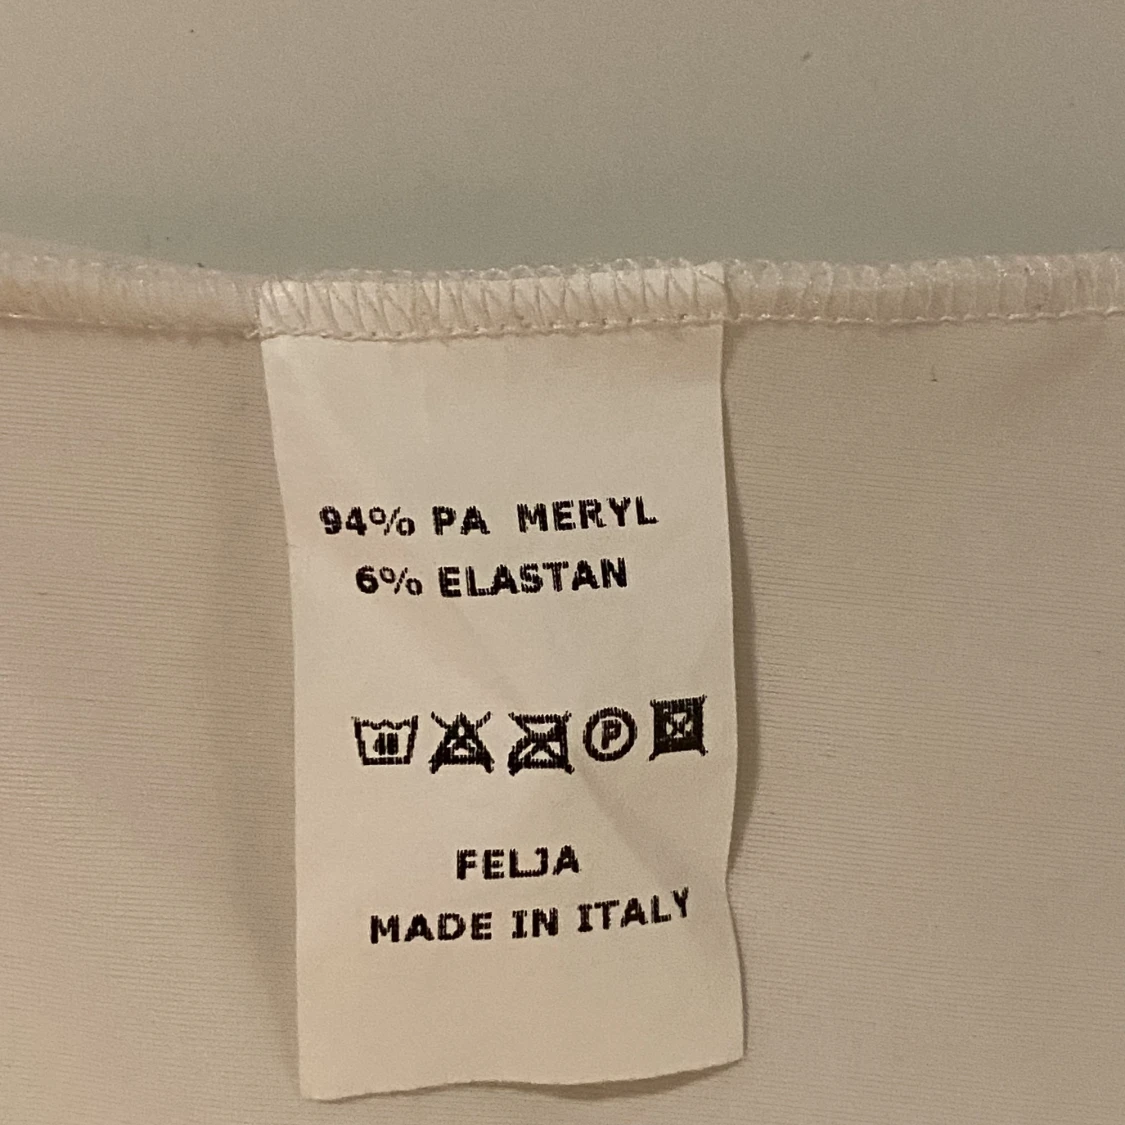 94% PA MERYL
6% ELASTAN
P
FELJA
MADE IN ITALY